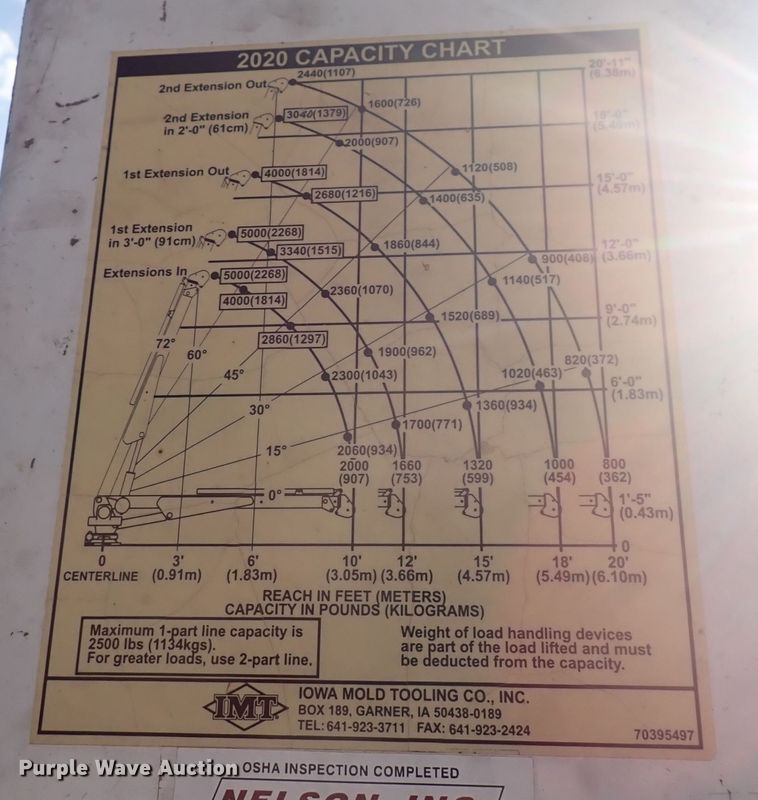 2020 CAPACITY CHART
2nd Extension Out
2440(1107)
20'-11"
(6.38m)
1600(726)
2nd Extension
in 2'-0" (61cm)
3040(1379)
2000(907)
1st Extension Out
4000(1814)
1120(508)
15'-0"
(4.57m)
2680(1216)
1400(635)
1st Extension
in 3'-0" (91cm)
5000(2268)
1860(844)
12'-0"
(3.66m)
3340(1515)
900(408)
Extensions In
5000(2268)
1140(517)
4000(1814)
2360(1070)
9'-0"
(2.74m)
1520(689)
2860(1297)
72°
60°
1900(962)
820(372)
45°
2300(1043)
1020(463)
6'-0"
(1.83m)
30°
1360(934)
1700(771)
15°
2060(934)
2000
(907)
1660
(753)
1320
(599)
1000
(454)
800
(362)
0°
1'-5"
(0.43m)
0
0 3' 6' 10' 12' 15' 18' 20'
CENTERLINE (0.91m) (1.83m) (3.05m) (3.66m) (4.57m) (5.49m) (6.10m)
REACH IN FEET (METERS)
CAPACITY IN POUNDS (KILOGRAMS)
Maximum 1-part line capacity is
2500 lbs (1134kgs).
For greater loads, use 2-part line.
Weight of load handling devices
are part of the load lifted and must
be deducted from the capacity.
IMT
IOWA MOLD TOOLING CO., INC.
BOX 189, GARNER, IA 50438-0189
TEL: 641-923-3711 FAX: 641-923-2424
70395497
Purple Wave Auction
OSHA INSPECTION COMPLETED
NELSON, INC.